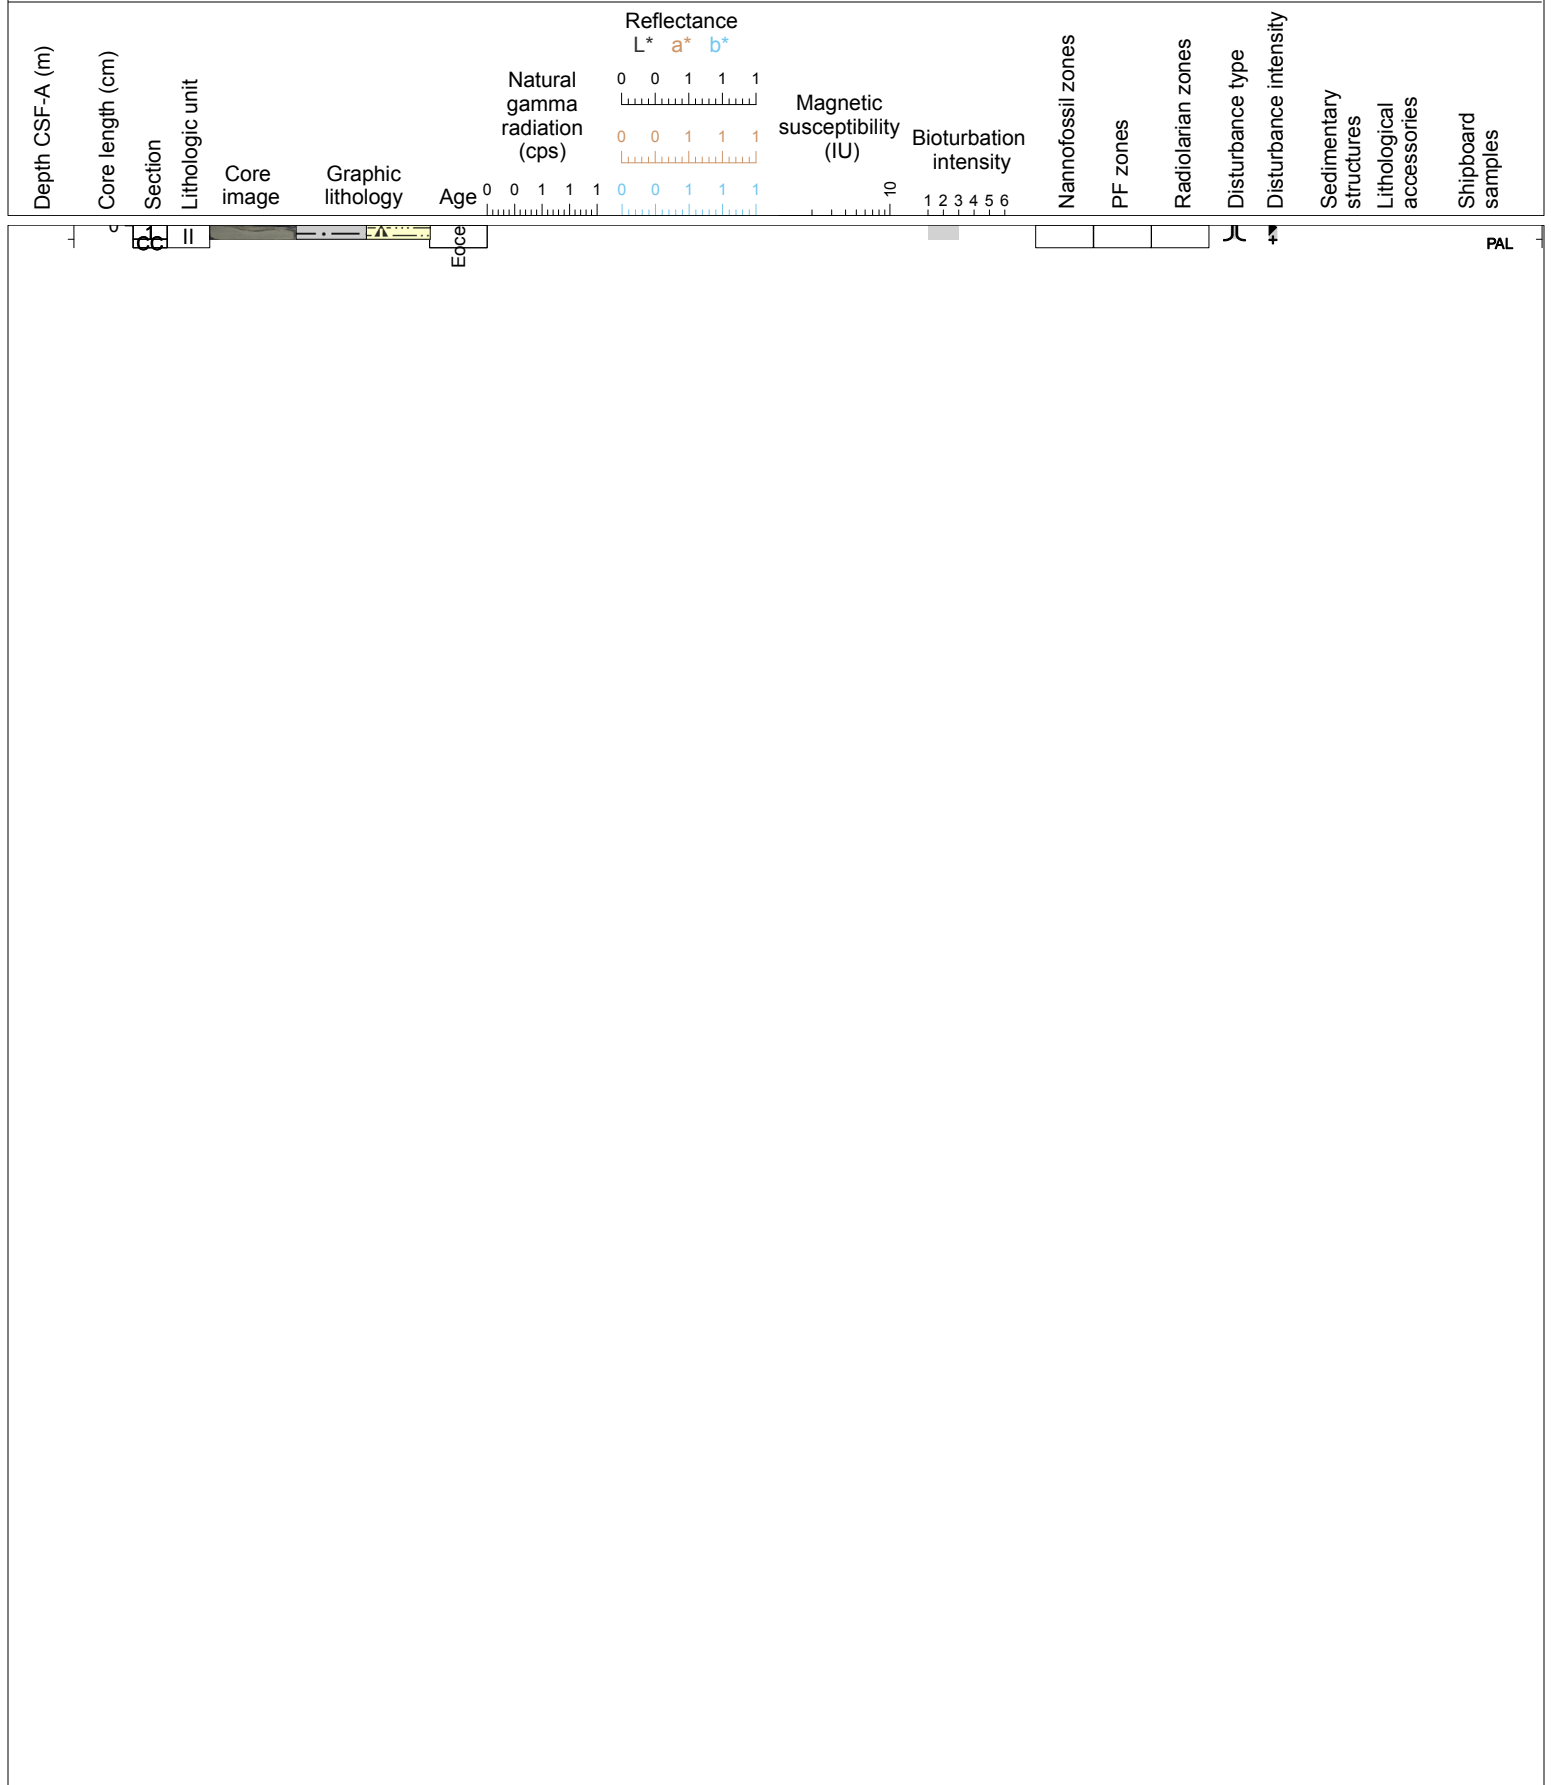 Depth CSF-A (m)
Core length (cm)
Section
Lithologic unit
Core
image
Graphic
lithology
Age
Natural
gamma
radiation
(cps)
0 0 1 1 1
Reflectance
L* a* b*
0 0 1 1 1
0 0 1 1 1
0 0 1 1 1
Magnetic
susceptibility
(IU)
10
Bioturbation
intensity
1 2 3 4 5 6
Nannofossil zones
PF zones
Radiolarian zones
Disturbance type
Disturbance intensity
Sedimentary
structures
Lithological
accessories
Shipboard
samples
1
CC
II
Eoce
PAL